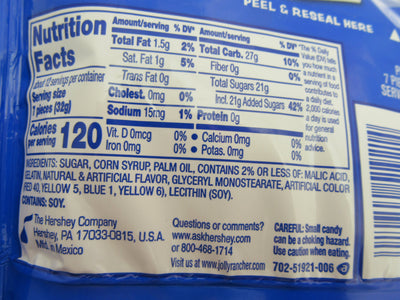 PEEL & RESEAL HERE
Nutrition Facts
about 12 servings per container
Serving size
7 pieces (32g)
Calories per serving 120
Amount/serving % DV*
Total Fat 1.5g 2%
Sat. Fat 1g 5%
Trans Fat 0g
Cholest. 0mg 0%
Sodium 15mg 1%
Amount/serving % DV*
Total Carb. 27g 10%
Fiber 0g 0%
Total Sugars 21g
Incl. 21g Added Sugars 42%
Protein 0g
Vit. D 0mcg 0% • Calcium 0mg 0%
Iron 0mg 0% • Potas. 0mg 0%
*The % Daily
Value (DV) tells
you how much a
nutrient in a
serving of food
contributes to
a daily diet.
2,000 calories
a day is used
for general
nutrition
advice.
INGREDIENTS: SUGAR, CORN SYRUP, PALM OIL, CONTAINS 2% OR LESS OF: MALIC ACID,
GELATIN, NATURAL & ARTIFICIAL FLAVOR, GLYCERYL MONOSTEARATE, ARTIFICIAL COLOR
(RED 40, YELLOW 5, BLUE 1, YELLOW 6), LECITHIN (SOY).
CONTAINS: SOY.
The Hershey Company
Hershey, PA 17033-0815, U.S.A.
Mfd. in Mexico
Questions or comments?
www.askhershey.com
or 800-468-1714
Visit us at www.jollyrancher.com
CAREFUL: Small candy
can be a choking hazard.
Use caution when eating.
702-51921-006